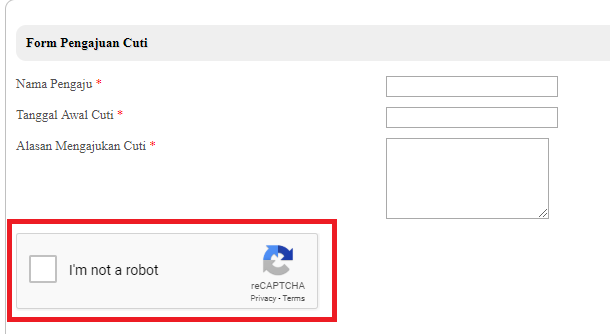 Form Pengajuan Cuti
Nama Pengaju *
Tanggal Awal Cuti *
Alasan Mengajukan Cuti *
I'm not a robot
reCAPTCHA
Privacy - Terms